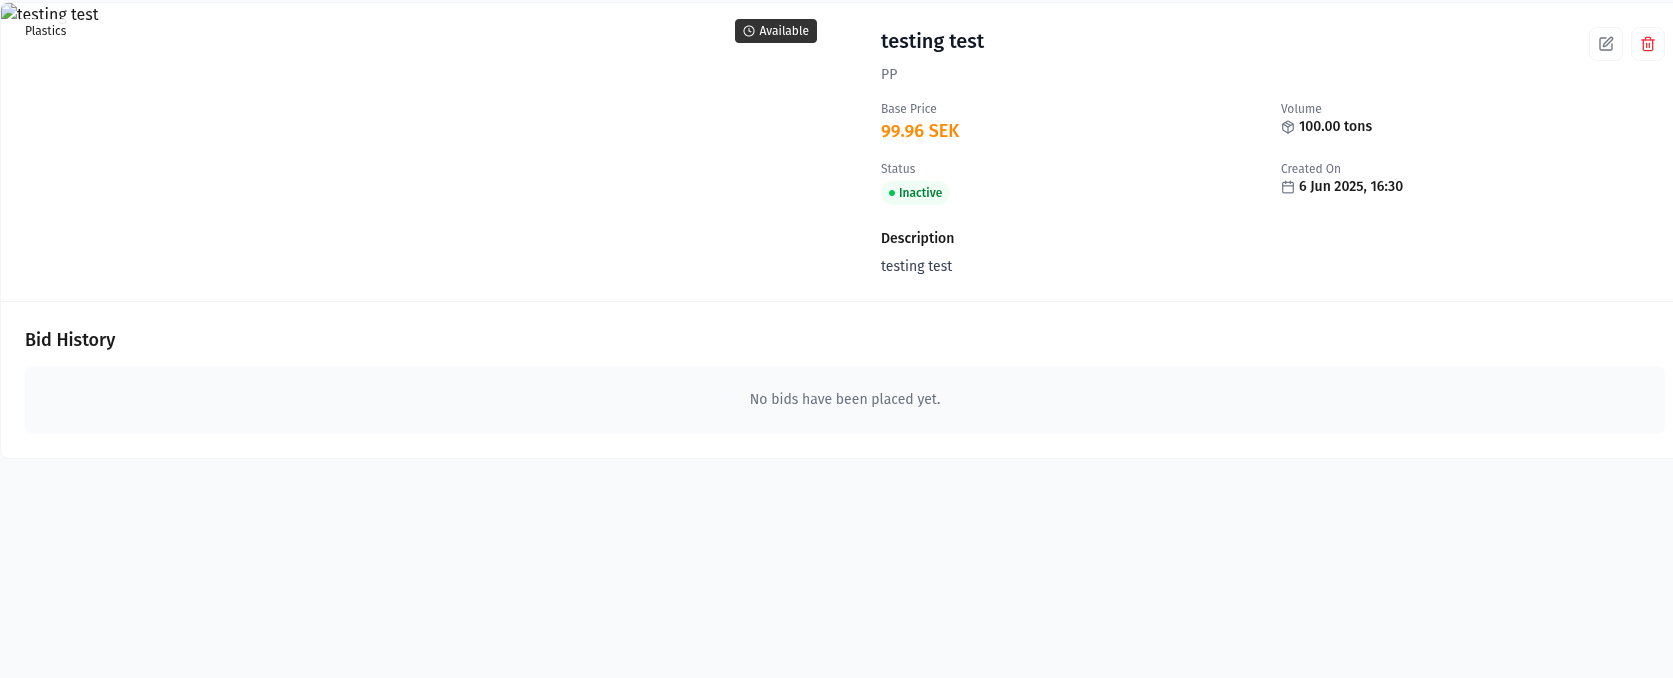 testing test
Plastics
Available
testing test
PP
Base Price
99.96 SEK
Volume
100.00 tons
Status
Inactive
Created On
6 Jun 2025, 16:30
Description
testing test
Bid History
No bids have been placed yet.